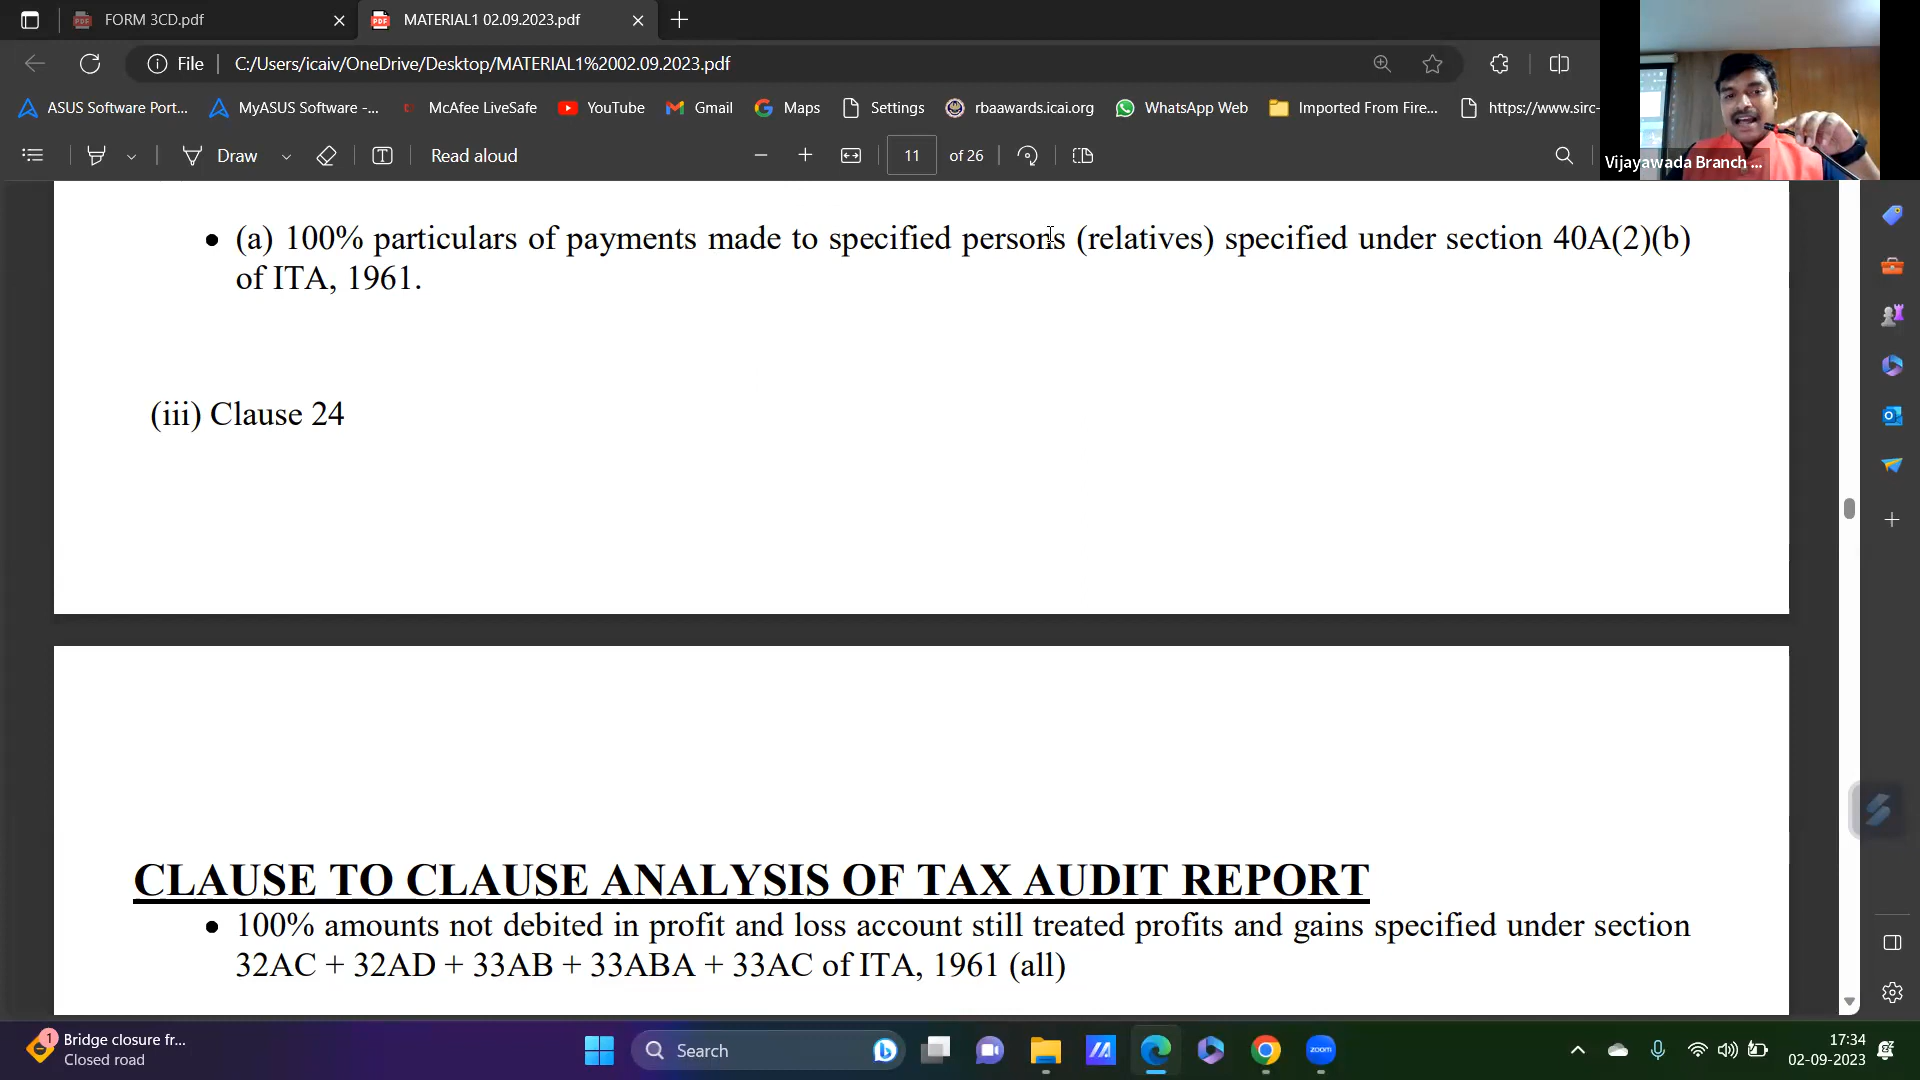 FORM 3CD.pdf
MATERIAL1 02.09.2023.pdf
File
C:/Users/icaiv/OneDrive/Desktop/MATERIAL1%2002.09.2023.pdf
ASUS Software Port...
MyASUS Software -...
McAfee LiveSafe
YouTube
Gmail
Maps
Settings
rbaawards.icai.org
WhatsApp Web
Imported From Fire...
https://www.sirc-
Draw
Read aloud
11 of 26
Vijayawada Branch ...
• (a) 100% particulars of payments made to specified persons (relatives) specified under section 40A(2)(b)
of ITA, 1961.
(iii) Clause 24
CLAUSE TO CLAUSE ANALYSIS OF TAX AUDIT REPORT
• 100% amounts not debited in profit and loss account still treated profits and gains specified under section
32AC + 32AD + 33AB + 33ABA + 33AC of ITA, 1961 (all)
1
Bridge closure fr...
Closed road
Search
zoom
17:34
02-09-2023